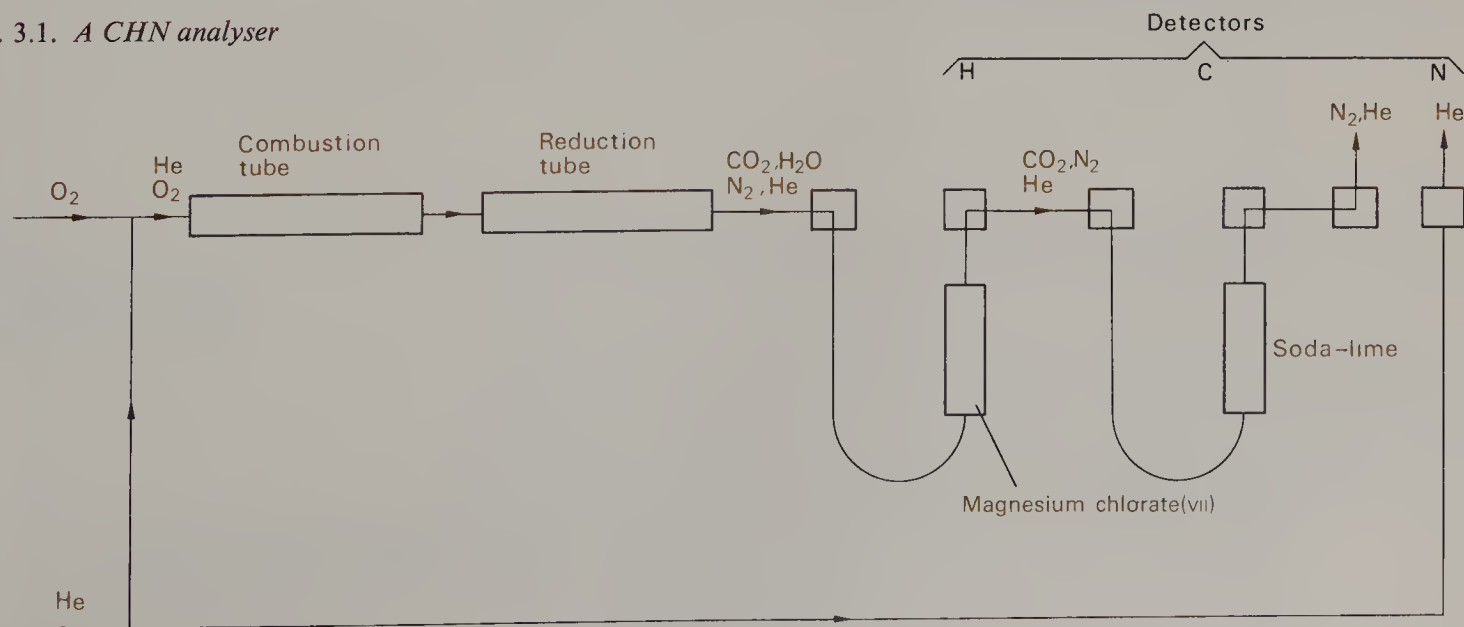 . 3.1. A CHN analyser
Detectors
H
C
N
N₂,He
He
Combustion
tube
Reduction
tube
He
O₂
O₂
CO₂,H₂O
N₂,He
CO₂,N₂
He
Soda-lime
Magnesium chlorate(VII)
He